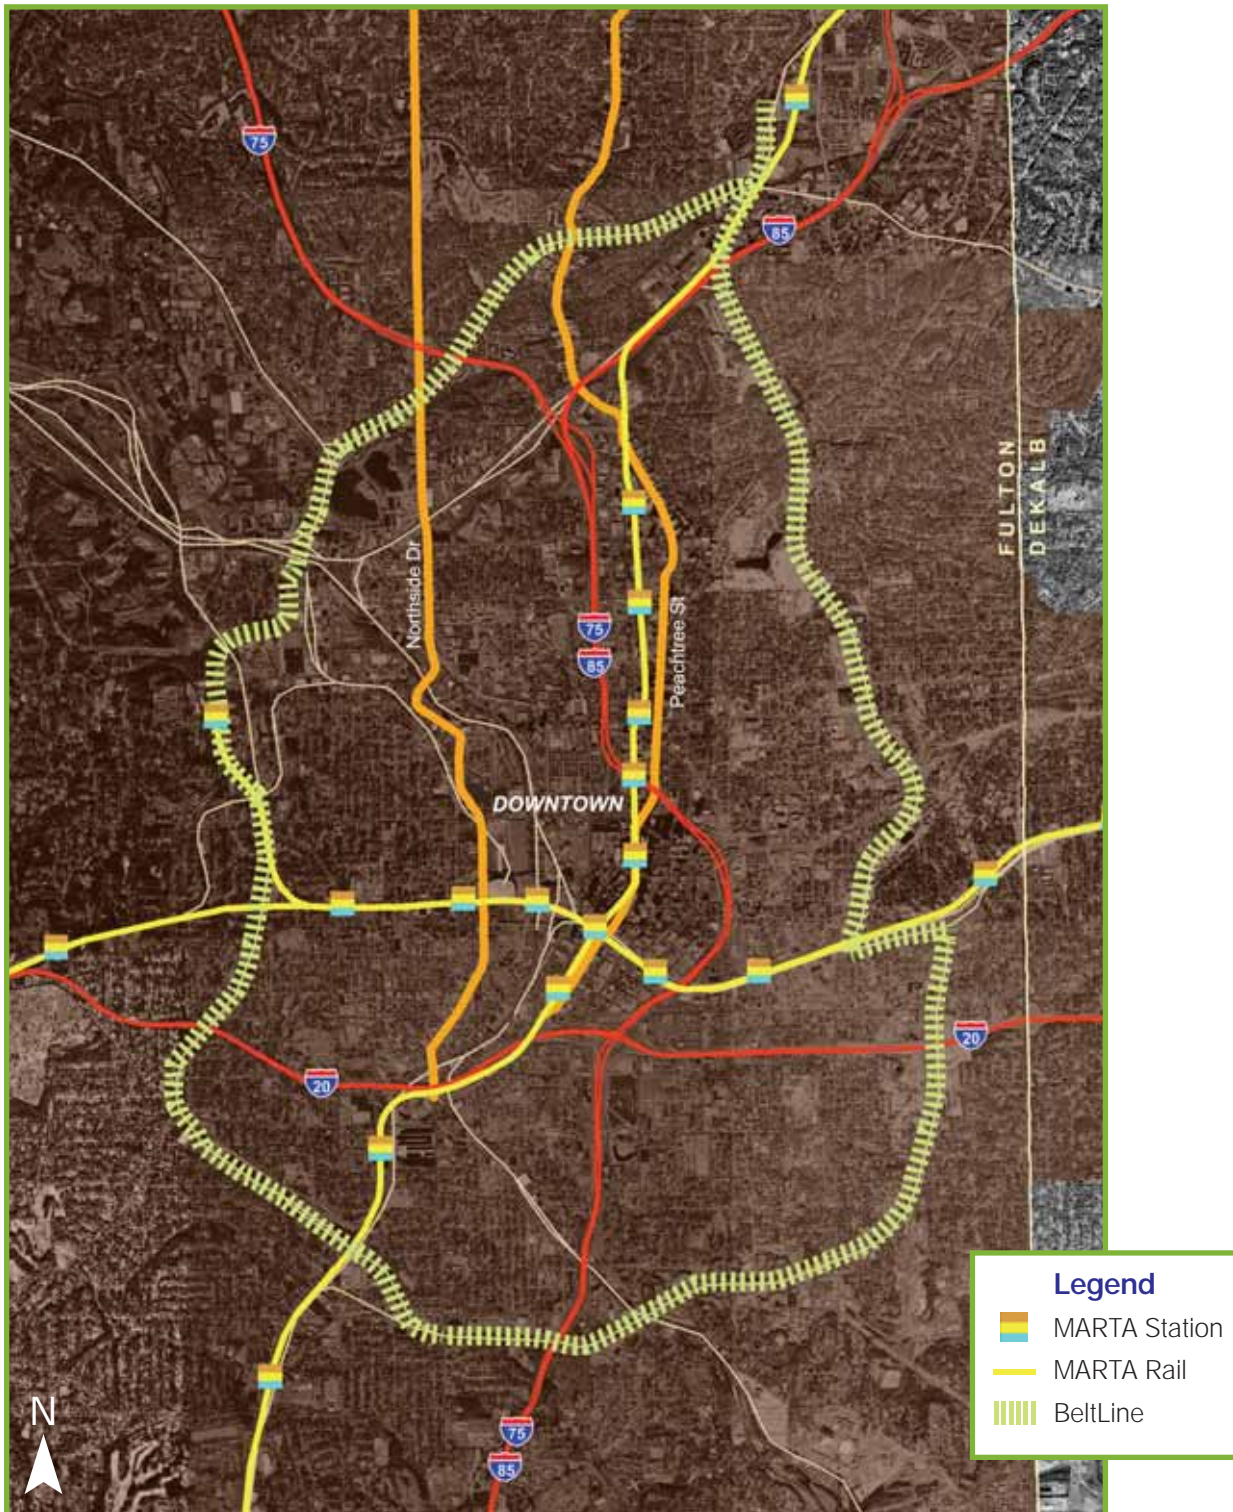 75
85
FULTON
DEKALB
Northside Dr
75
85
Peachtree St
DOWNTOWN
20
20
75
85
N
Legend
MARTA Station
MARTA Rail
BeltLine